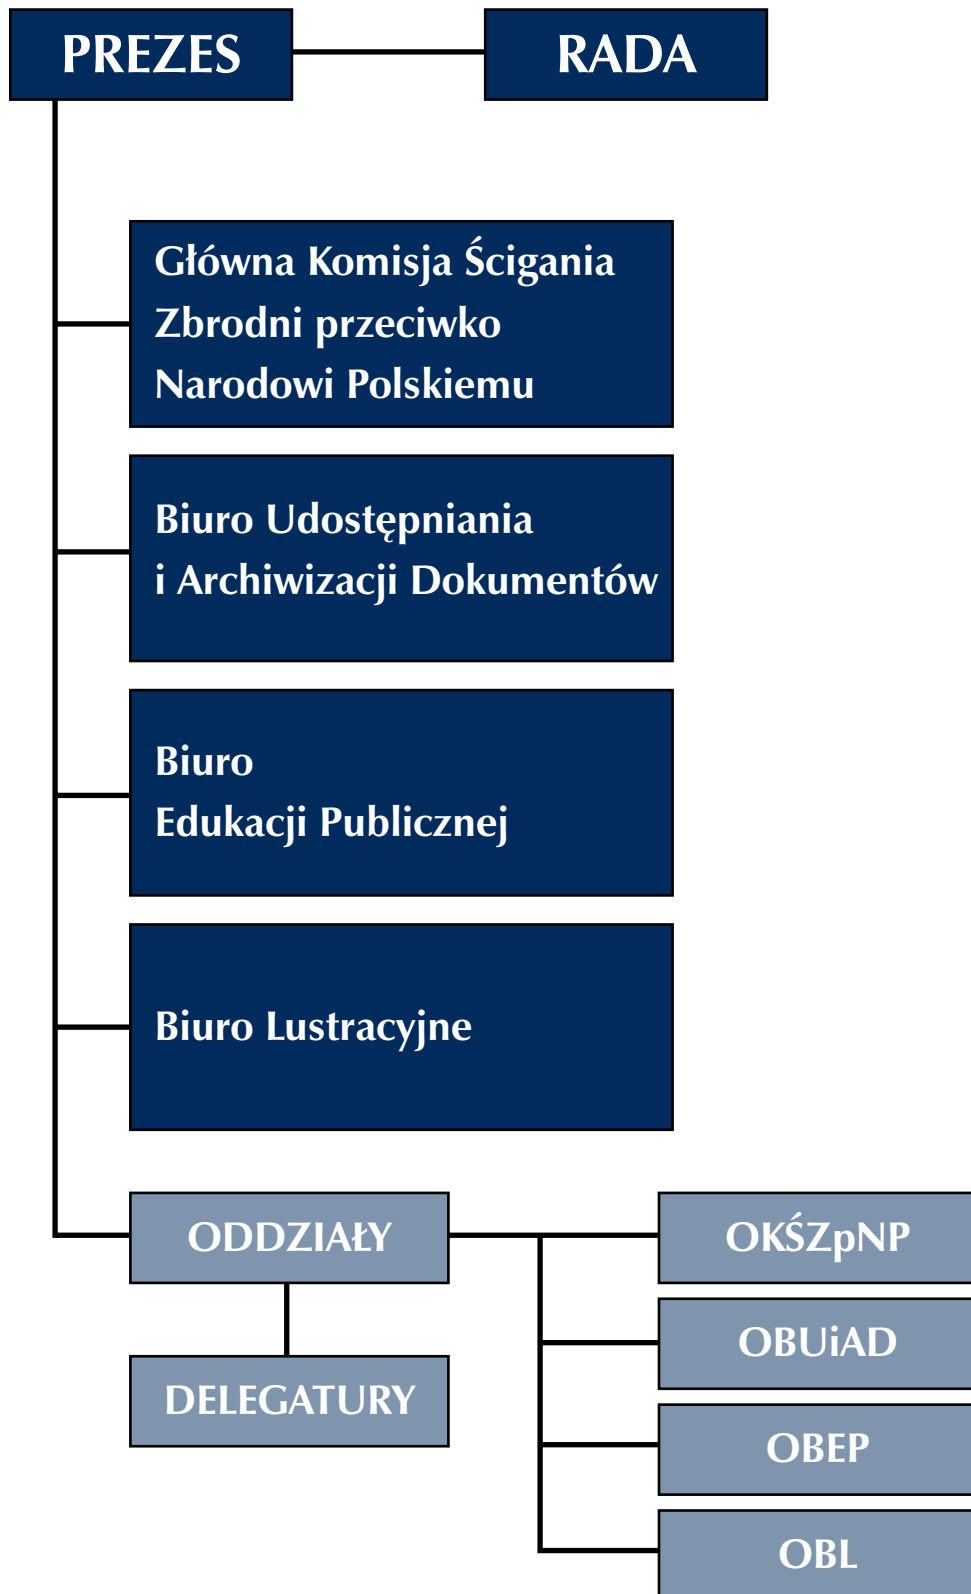 PREZES
RADA
Główna Komisja Ścigania
Zbrodni przeciwko
Narodowi Polskiemu
Biuro Udostępniania
i Archiwizacji Dokumentów
Biuro
Edukacji Publicznej
Biuro Lustracyjne
ODDZIAŁY
DELEGATURY
OKŚZpNP
OBUiAD
OBEP
OBL